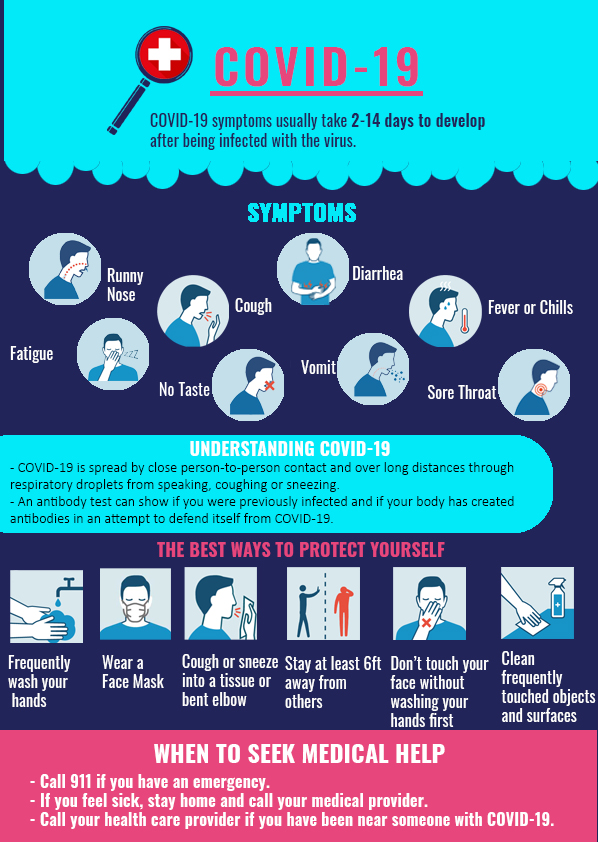 COVID-19
COVID-19 symptoms usually take 2-14 days to develop
after being infected with the virus.
SYMPTOMS
Runny
Nose
Cough
Diarrhea
Fever or Chills
Fatigue
ZZZ
No Taste
Vomit
Sore Throat
UNDERSTANDING COVID-19
- COVID-19 is spread by close person-to-person contact and over long distances through
respiratory droplets from speaking, coughing or sneezing.
- An antibody test can show if you were previously infected and if your body has created
antibodies in an attempt to defend itself from COVID-19.
THE BEST WAYS TO PROTECT YOURSELF
Frequently
wash your
hands
Wear a
Face Mask
Cough or sneeze
into a tissue or
bent elbow
Stay at least 6ft
away from
others
Don't touch your
face without
washing your
hands first
Clean
frequently
touched objects
and surfaces
WHEN TO SEEK MEDICAL HELP
- Call 911 if you have an emergency.
- If you feel sick, stay home and call your medical provider.
- Call your health care provider if you have been near someone with COVID-19.